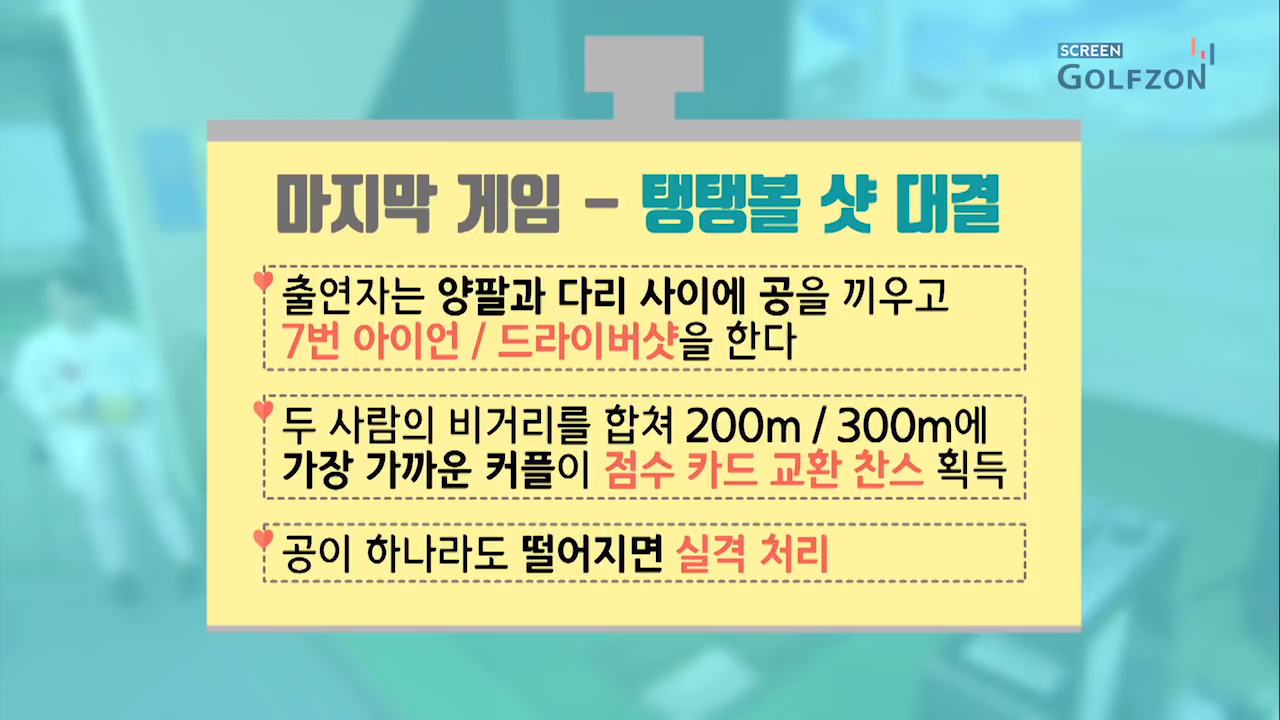 SCREEN
GOLFZON
마지막 게임 - 탱탱볼 샷 대결
출연자는 양팔과 다리 사이에 공을 끼우고
7번 아이언 / 드라이버샷을 한다
두 사람의 비거리를 합쳐 200m / 300m에
가장 가까운 커플이 점수 카드 교환 찬스 획득
공이 하나라도 떨어지면 실격 처리